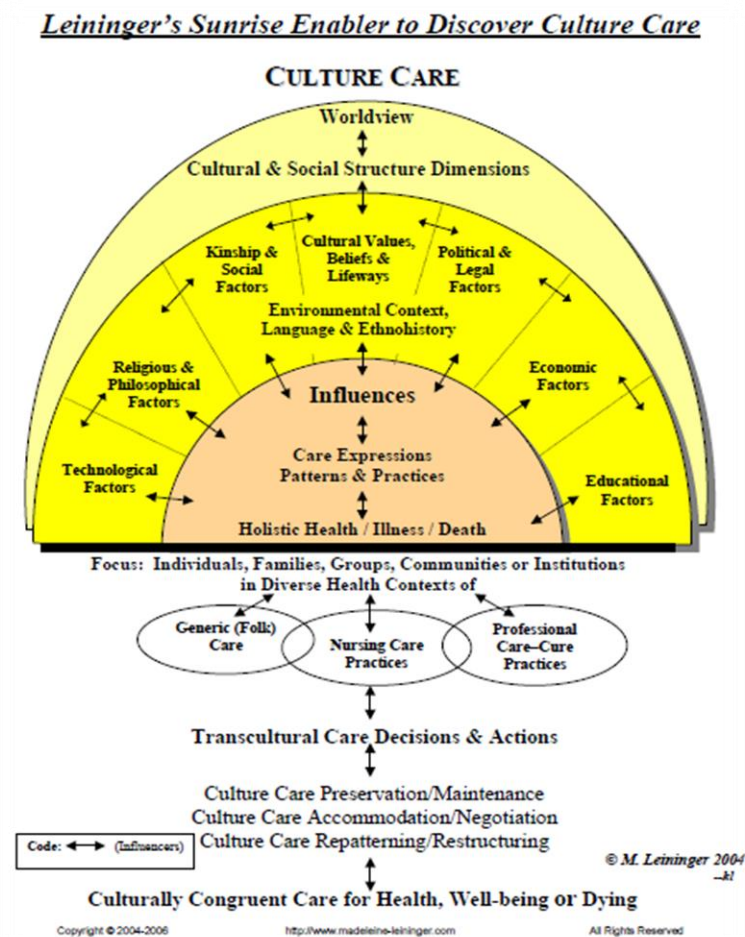 Leininger's Sunrise Enabler to Discover Culture Care
CULTURE CARE
Worldview
Cultural & Social Structure Dimensions
Kinship &
Social
Factors
Cultural Values,
Beliefs &
Lifeways
Political &
Legal
Factors
Environmental Context,
Language & Ethnohistory
Religious &
Philosophical
Factors
Economic
Factors
Technological
Factors
Educational
Factors
Influences
Care Expressions
Patterns & Practices
Holistic Health / Illness / Death
Focus: Individuals, Families, Groups, Communities or Institutions
in Diverse Health Contexts of
Generic (Folk)
Care
Nursing Care
Practices
Professional
Care–Cure
Practices
Transcultural Care Decisions & Actions
Culture Care Preservation/Maintenance
Culture Care Accommodation/Negotiation
Culture Care Repatterning/Restructuring
Code: (Influencers)
© M. Leininger 2004
--kl
Culturally Congruent Care for Health, Well-being or Dying
Copyright © 2004-2006 http://www.madeleine-leininger.com All Rights Reserved